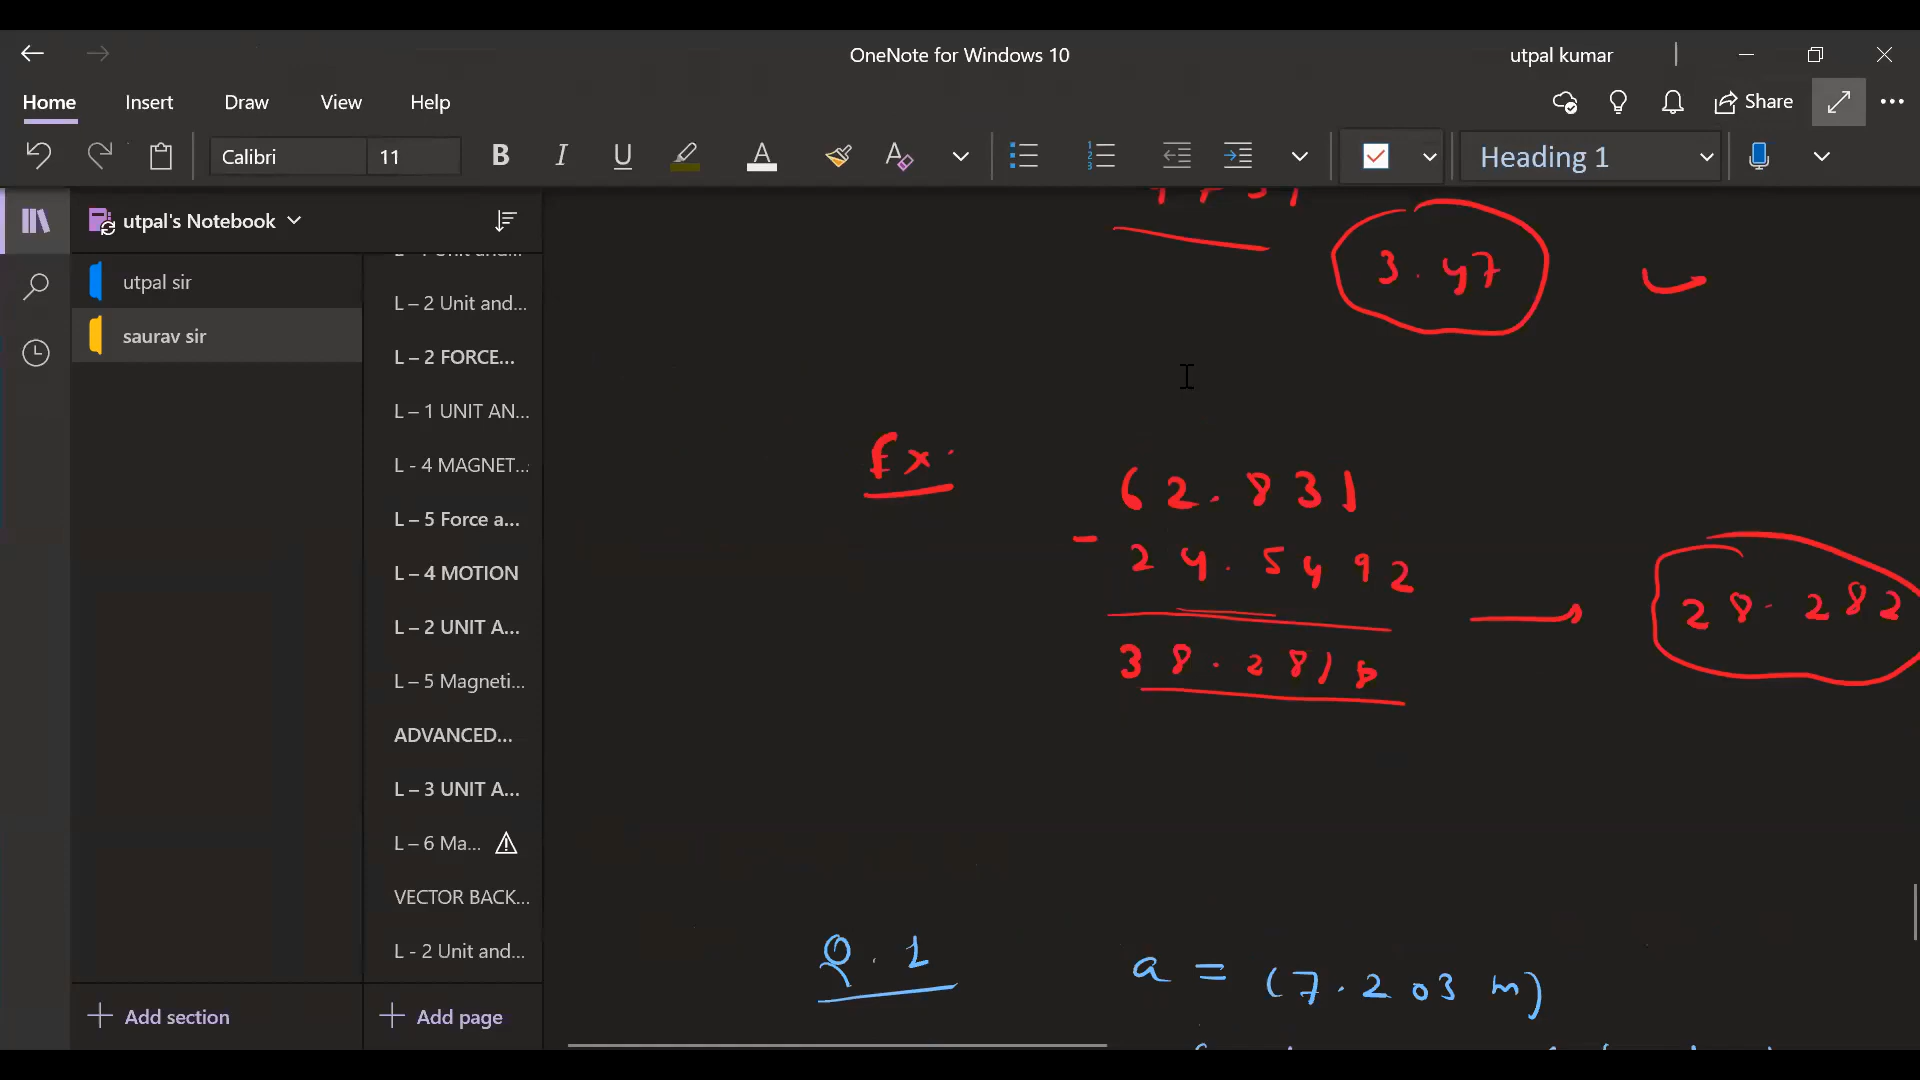 OneNote for Windows 10
utpal kumar
Home Insert Draw View Help
Share
Calibri 11
B I U A A
Heading 1
utpal's Notebook
utpal sir
saurav sir
L – 2 Unit and...
L – 2 FORCE...
L – 1 UNIT AN...
L - 4 MAGNET...
L – 5 Force a...
L – 4 MOTION
L – 2 UNIT A...
L – 5 Magneti...
ADVANCED...
L – 3 UNIT A...
L – 6 Ma...
VECTOR BACK...
L - 2 Unit and...
Add section
Add page
3.47
Ex.
62.831
- 24.5492
38.2818
28.282
Q.1
a = (7.203 m)